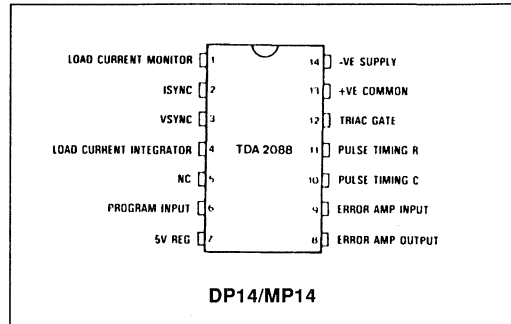 LOAD CURRENT MONITOR 1 14 -VE SUPPLY
ISYNC 2 13 +VE COMMON
VSYNC 3 12 TRIAC GATE
LOAD CURRENT INTEGRATOR 4 TDA 2088 11 PULSE TIMING R
NC 5 10 PULSE TIMING C
PROGRAM INPUT 6 9 ERROR AMP INPUT
5V REG 7 8 ERROR AMP OUTPUT
DP14/MP14